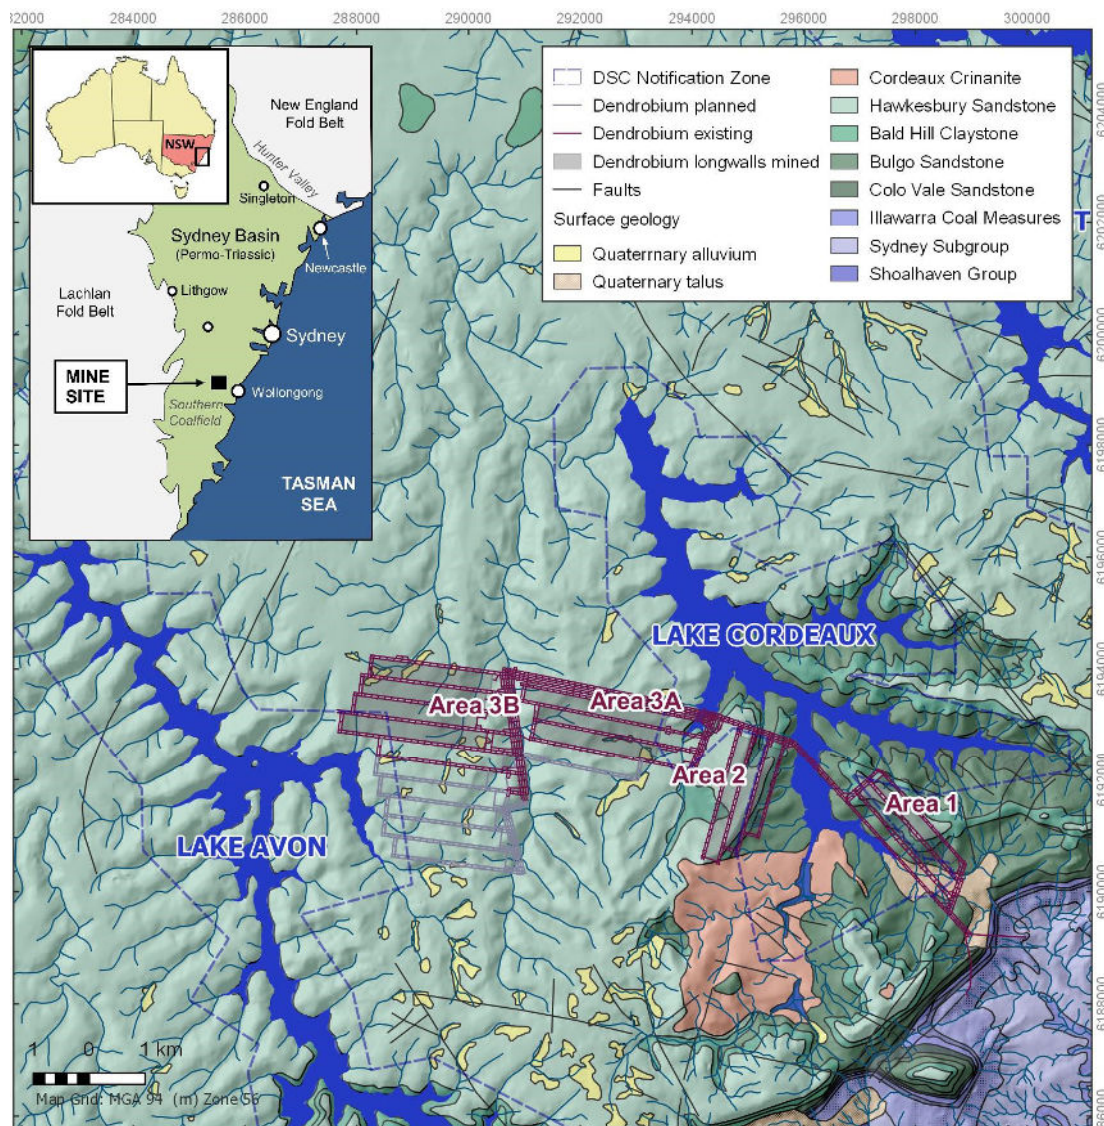 282000 284000 286000 288000 290000 292000 294000 296000 298000 300000
NSW
New England
Fold Belt
Hunter Valley
Singleton
Sydney Basin
(Permo-Triassic)
Newcastle
Lachlan
Fold Belt
Lithgow
Sydney
MINE
SITE
Wollongong
Southern
Coalfield
TASMAN
SEA
DSC Notification Zone
Dendrobium planned
Dendrobium existing
Dendrobium longwalls mined
Faults
Surface geology
Quaternnary alluvium
Quaternary talus
Cordeaux Crinanite
Hawkesbury Sandstone
Bald Hill Claystone
Bulgo Sandstone
Colo Vale Sandstone
Illawarra Coal Measures
Sydney Subgroup
Shoalhaven Group
T
6204000
6202000
6200000
6198000
6196000
6194000
6192000
6190000
6188000
LAKE CORDEAUX
Area 3B
Area 3A
Area 2
Area 1
LAKE AVON
1 0 1 km
Map Grid: MGA 94 (m) Zone 56